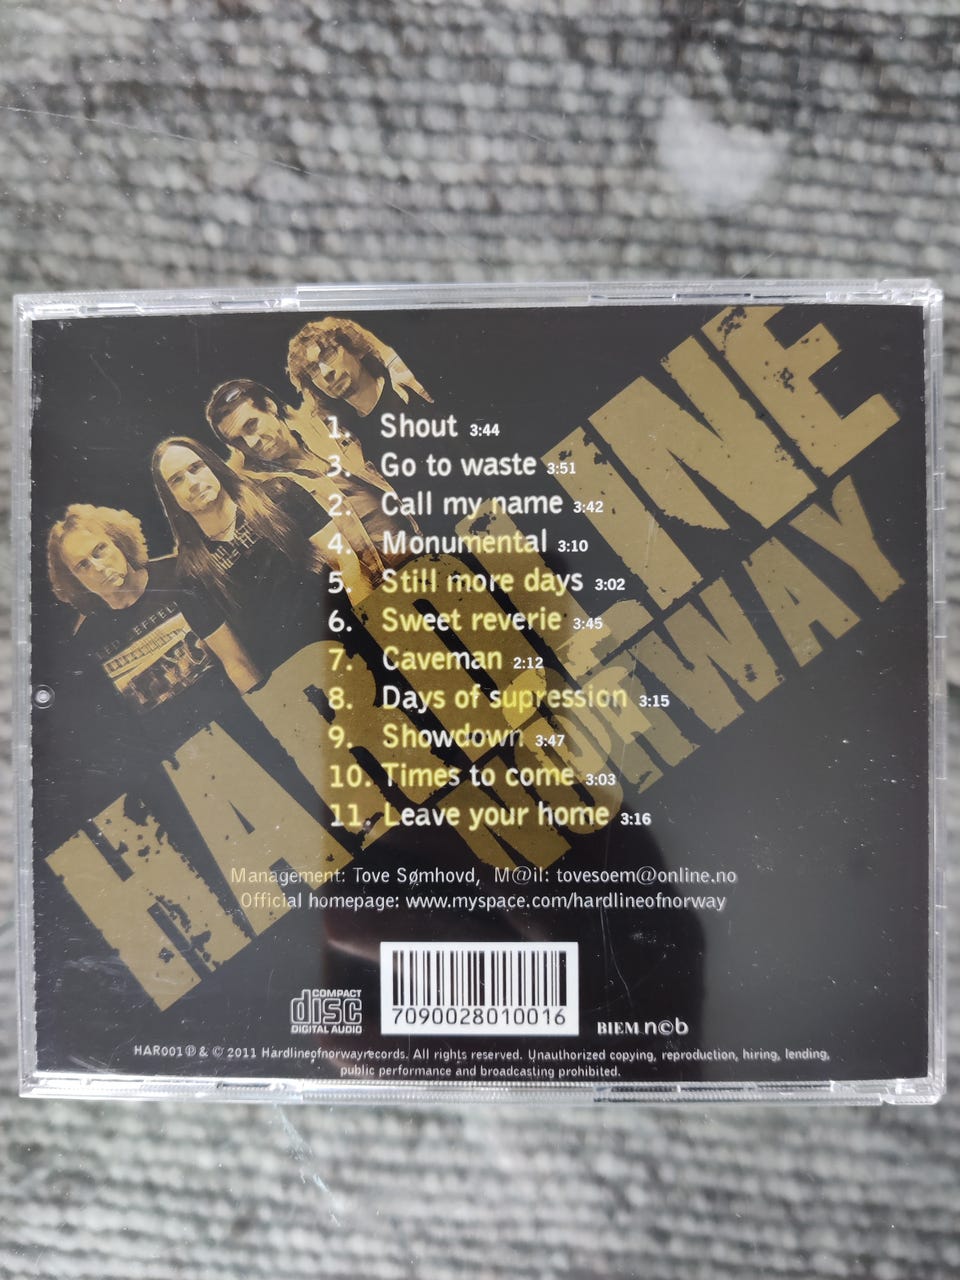 HARDLINE
NORWAY
LED ZEPPELIN
1. Shout 3:44
3. Go to waste 3:51
2. Call my name 3:42
4. Monumental 3:10
5. Still more days 3:02
6. Sweet reverie 3:45
7. Caveman 2:12
8. Days of supression 3:15
9. Showdown 3:47
10. Times to come 3:03
11. Leave your home 3:16
Management: Tove Sømhovd, M@il: tovesoem@online.no
Official homepage: www.myspace.com/hardlineofnorway
COMPACT
disc
DIGITAL AUDIO
7090028010016
BIEM n©b
HAR001 ℗ & © 2011 Hardlineofnorwayrecords. All rights reserved. Unauthorized copying, reproduction, hiring, lending,
public performance and broadcasting prohibited.